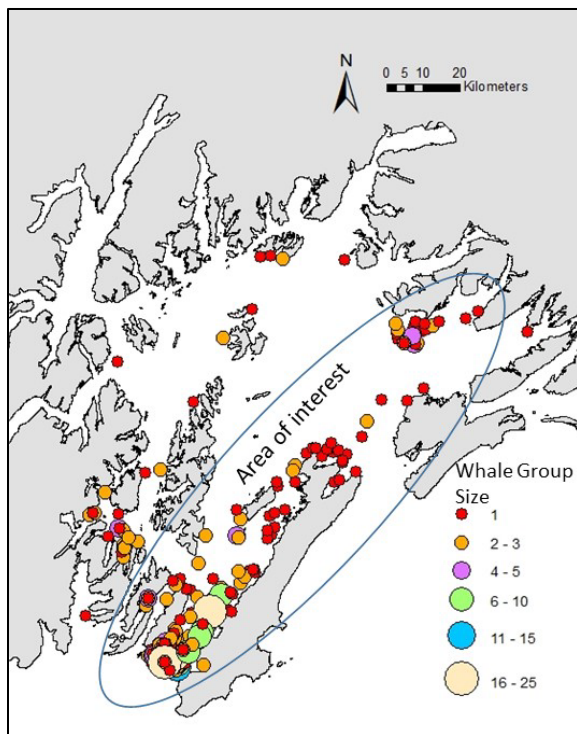 N
0 5 10 20
Kilometers
Area of interest
Whale Group
Size
1
2 - 3
4 - 5
6 - 10
11 - 15
16 - 25